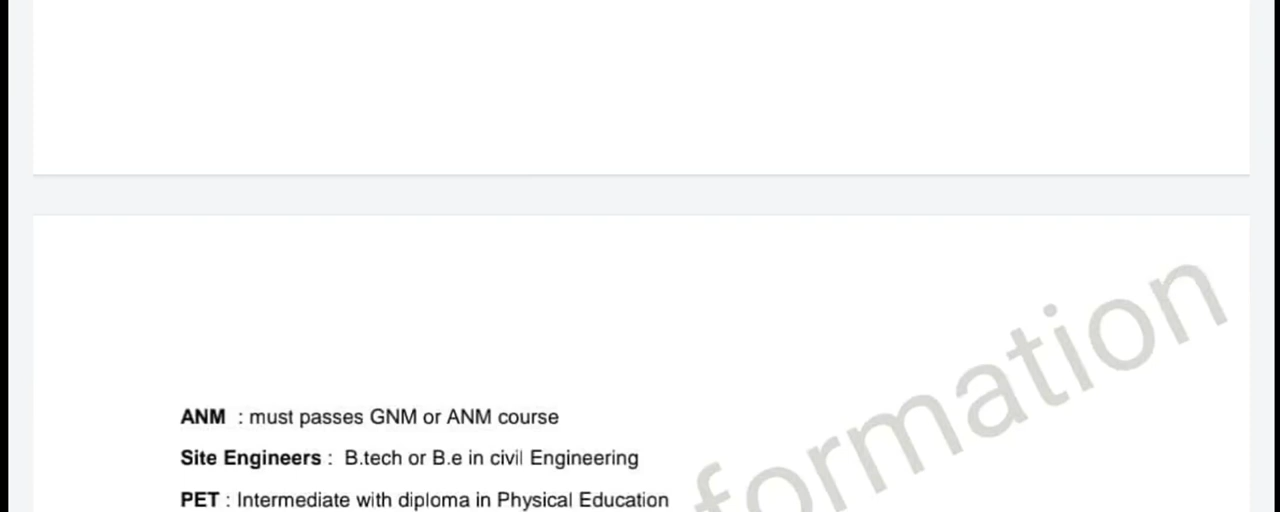 ANM : must passes GNM or ANM course
Site Engineers : B.tech or B.e in civil Engineering
PET : Intermediate with diploma in Physical Education
formation